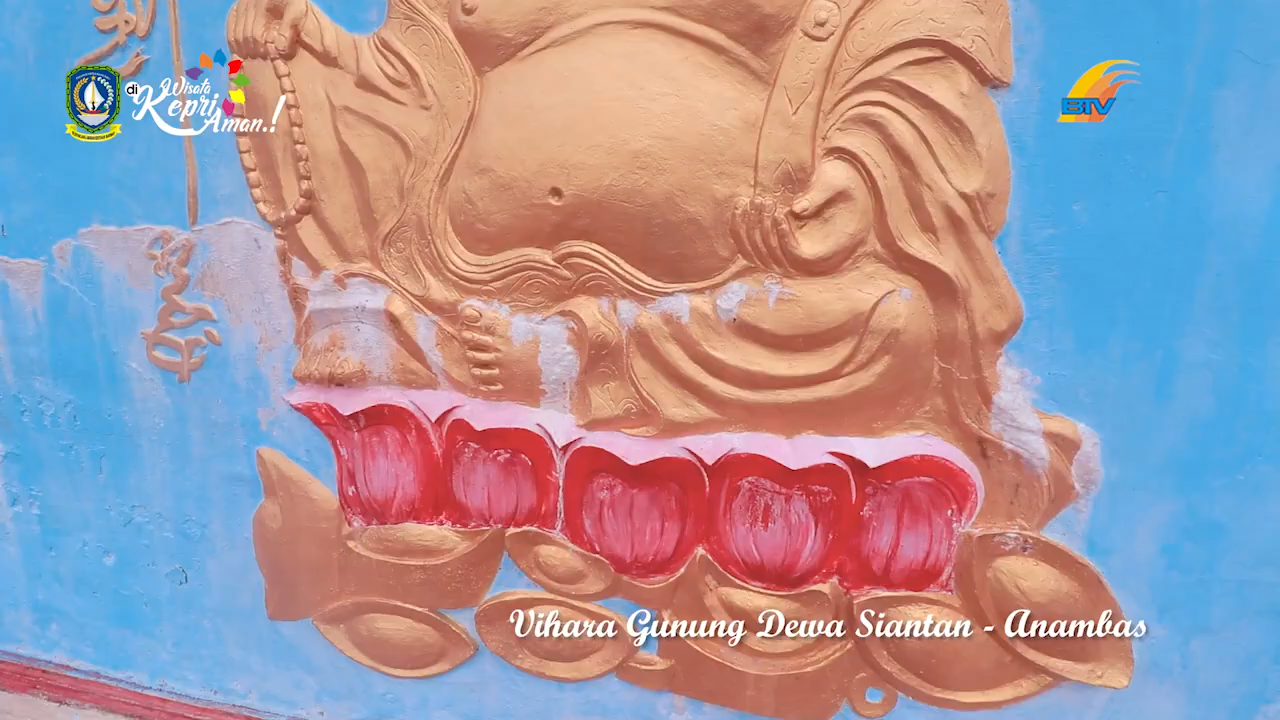 di Wisata
Kepri
Aman.!
BTV
Vihara Gunung Dewa Siantan - Anambas